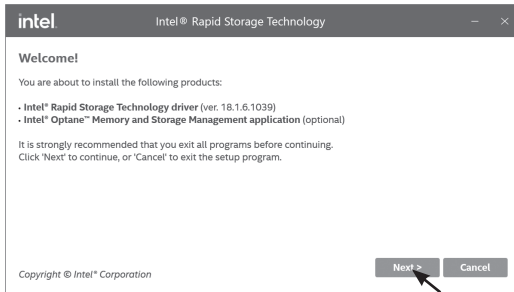 intel.
Intel® Rapid Storage Technology
Welcome!
You are about to install the following products:
• Intel® Rapid Storage Technology driver (ver. 18.1.6.1039)
• Intel® Optane™ Memory and Storage Management application (optional)
It is strongly recommended that you exit all programs before continuing.
Click 'Next' to continue, or 'Cancel' to exit the setup program.
Copyright © Intel® Corporation
Next >
Cancel